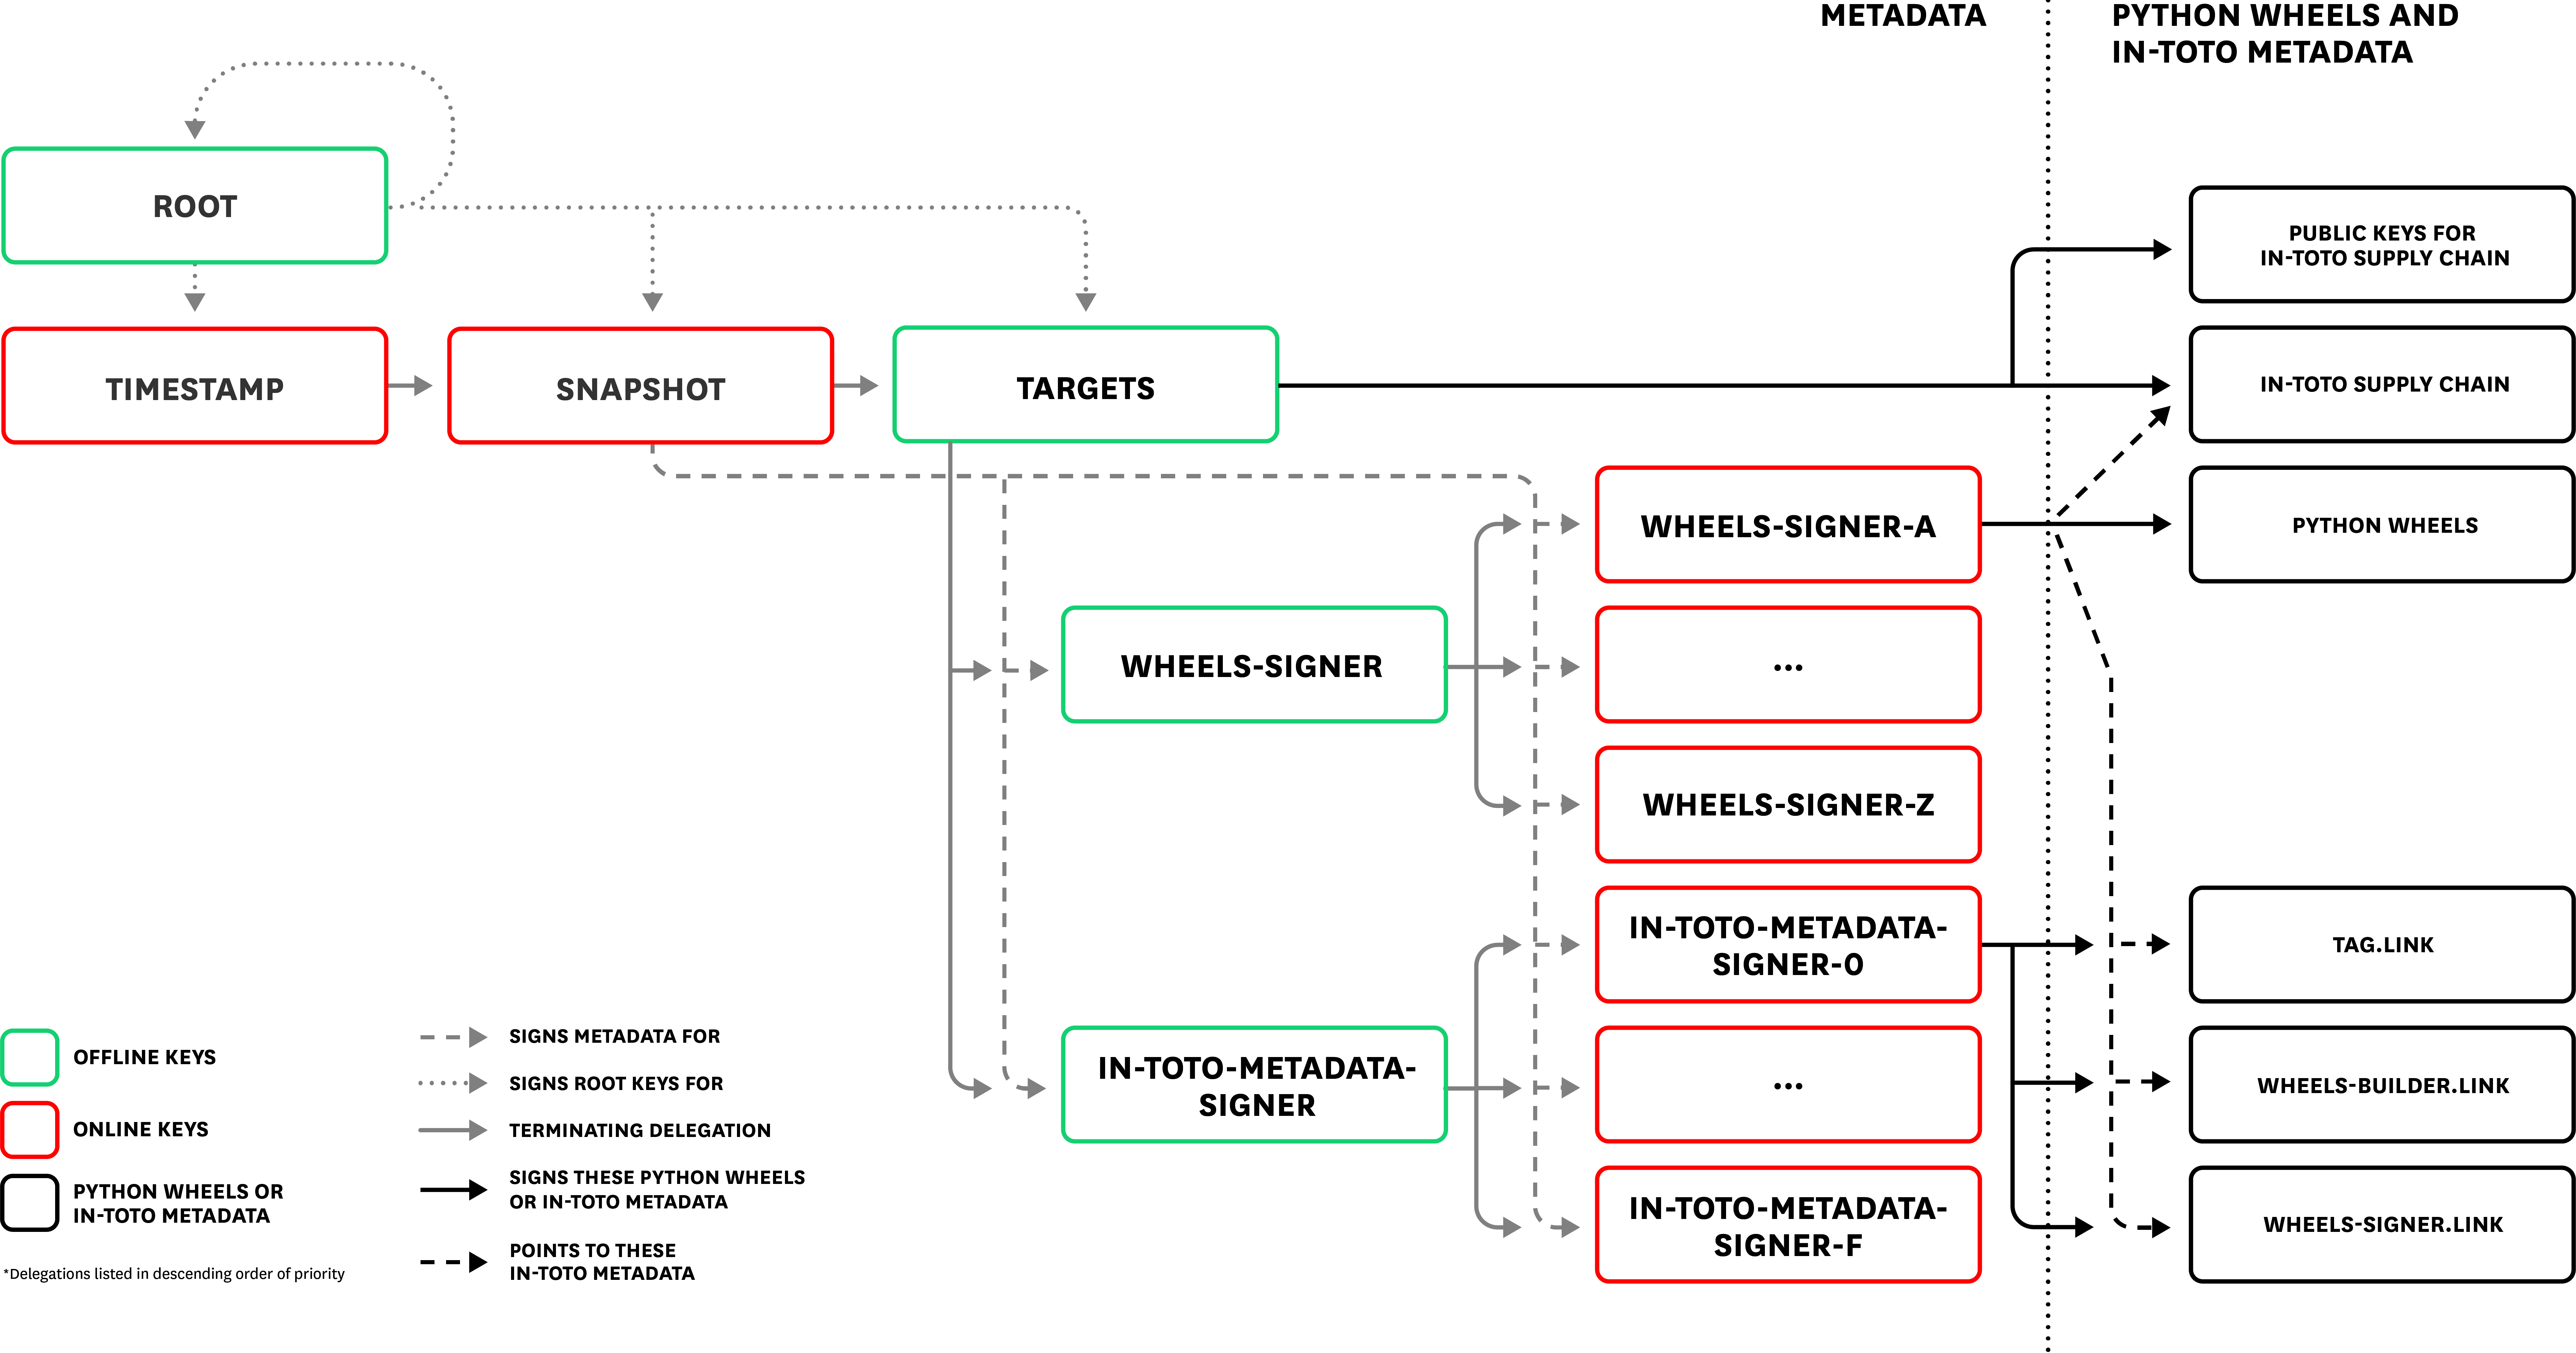 METADATA
PYTHON WHEELS AND
IN-TOTO METADATA
ROOT
PUBLIC KEYS FOR
IN-TOTO SUPPLY CHAIN
TIMESTAMP
SNAPSHOT
TARGETS
IN-TOTO SUPPLY CHAIN
WHEELS-SIGNER-A
PYTHON WHEELS
WHEELS-SIGNER
...
WHEELS-SIGNER-Z
IN-TOTO-METADATA-
SIGNER-0
TAG.LINK
IN-TOTO-METADATA-
SIGNER
...
WHEELS-BUILDER.LINK
IN-TOTO-METADATA-
SIGNER-F
WHEELS-SIGNER.LINK
OFFLINE KEYS
ONLINE KEYS
PYTHON WHEELS OR
IN-TOTO METADATA
*Delegations listed in descending order of priority
SIGNS METADATA FOR
SIGNS ROOT KEYS FOR
TERMINATING DELEGATION
SIGNS THESE PYTHON WHEELS
OR IN-TOTO METADATA
POINTS TO THESE
IN-TOTO METADATA